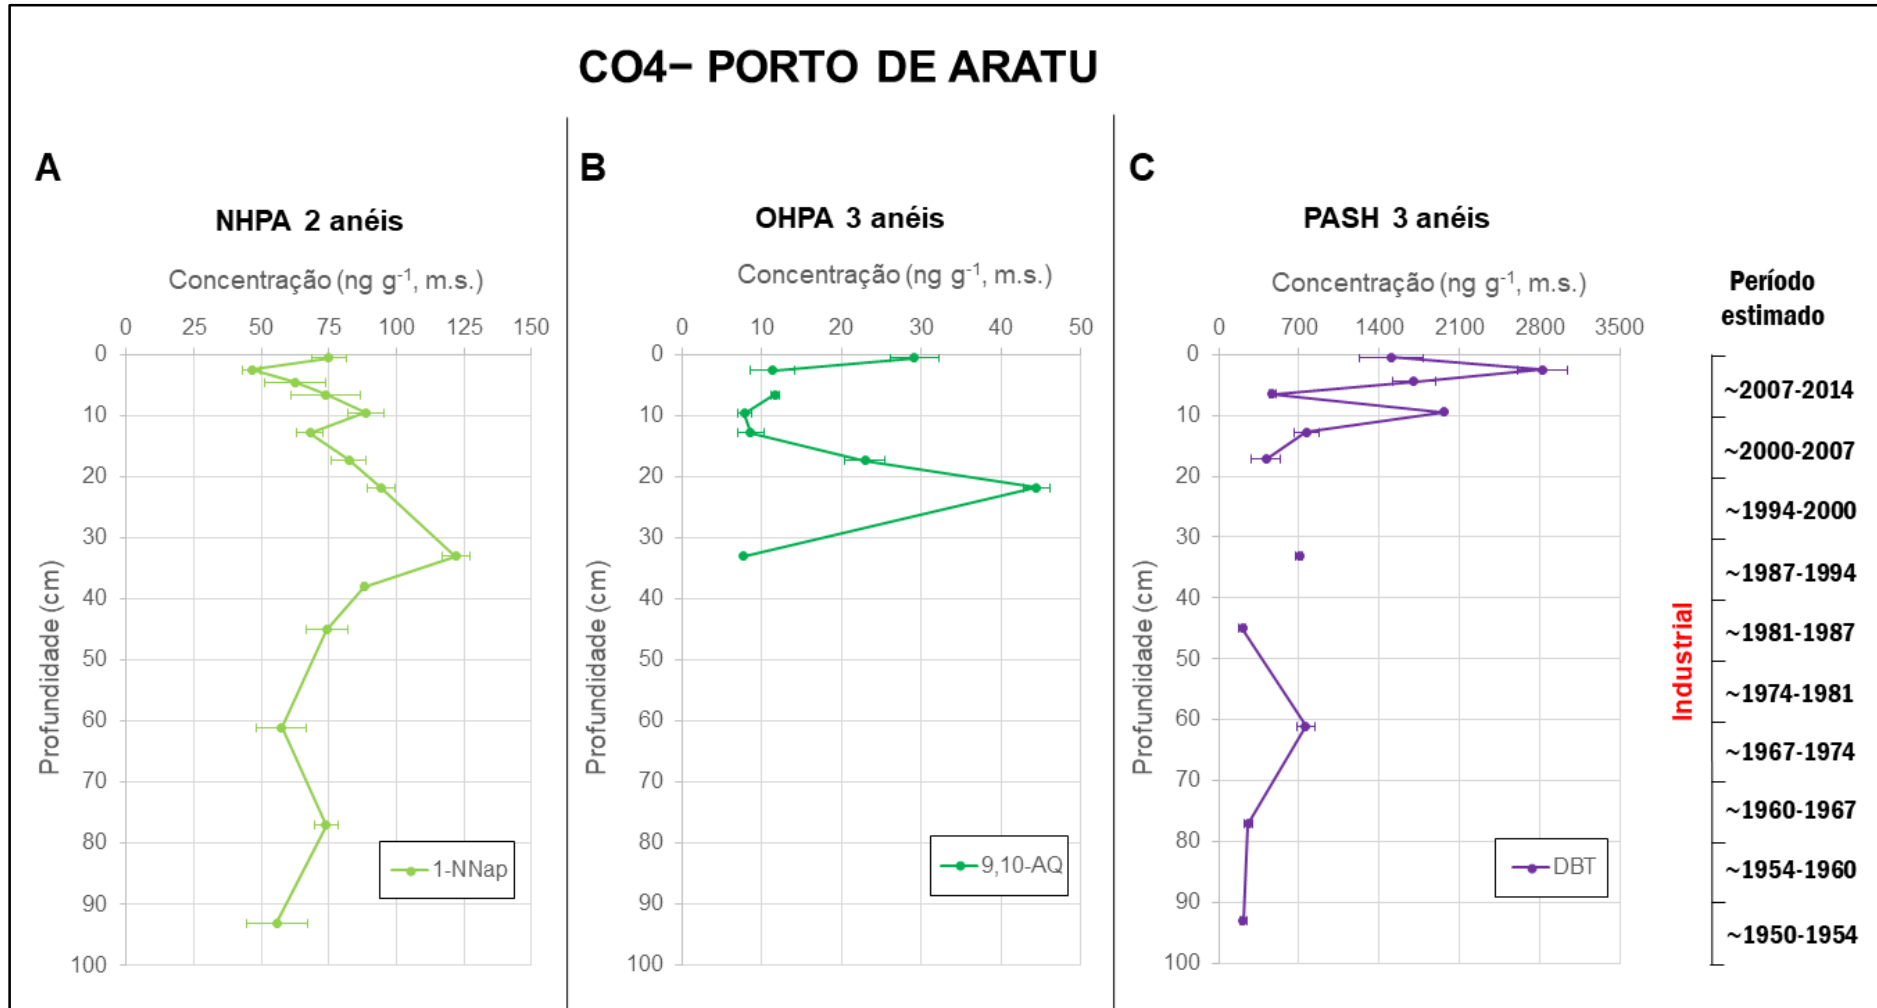 CO4− PORTO DE ARATU
A
NHPA 2 anéis
Concentração (ng g⁻¹, m.s.)
0 25 50 75 100 125 150
0
10
20
30
40
50
60
70
80
90
100
Profundidade (cm)
1-NNap
B
OHPA 3 anéis
Concentração (ng g⁻¹, m.s.)
0 10 20 30 40 50
0
10
20
30
40
50
60
70
80
90
100
Profundidade (cm)
9,10-AQ
C
PASH 3 anéis
Concentração (ng g⁻¹, m.s.)
0 700 1400 2100 2800 3500
0
10
20
30
40
50
60
70
80
90
100
Profundidade (cm)
DBT
Industrial
Período
estimado
~2007-2014
~2000-2007
~1994-2000
~1987-1994
~1981-1987
~1974-1981
~1967-1974
~1960-1967
~1954-1960
~1950-1954